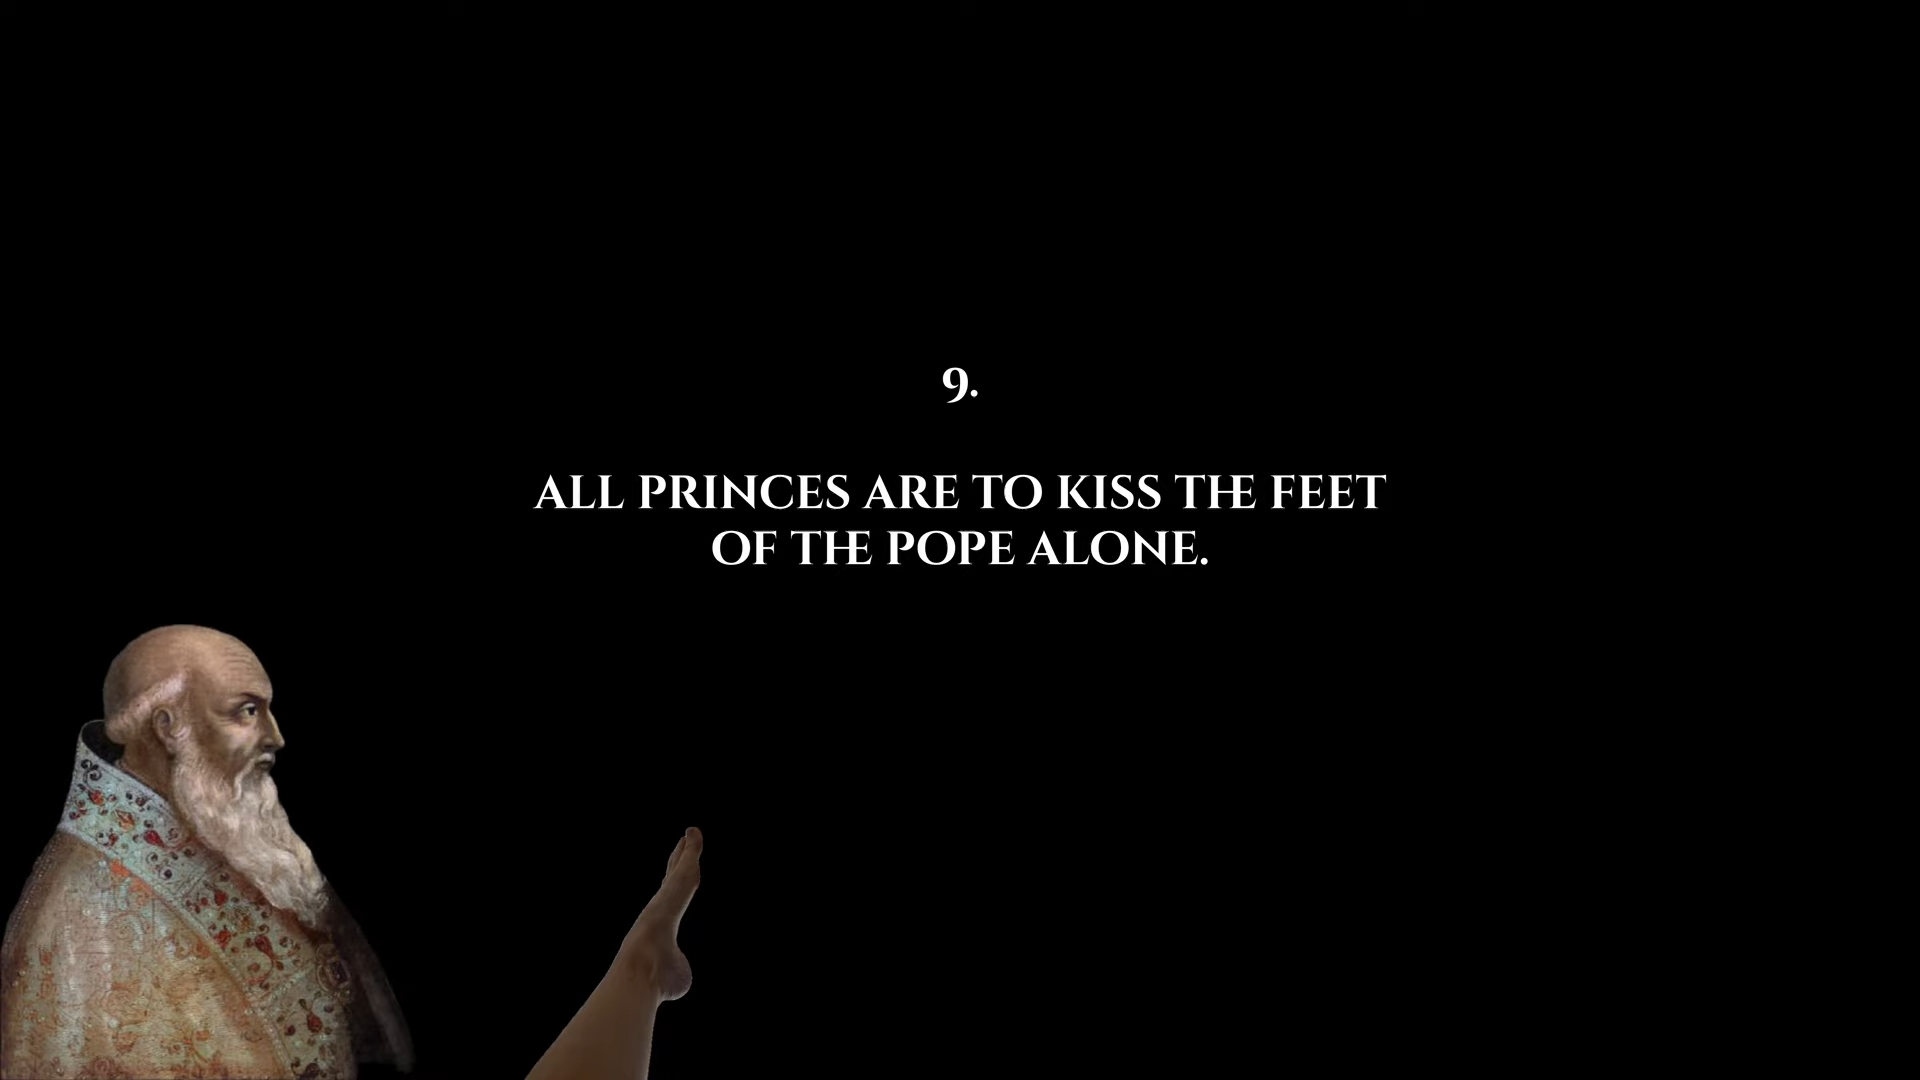 9.
ALL PRINCES ARE TO KISS THE FEET
OF THE POPE ALONE.